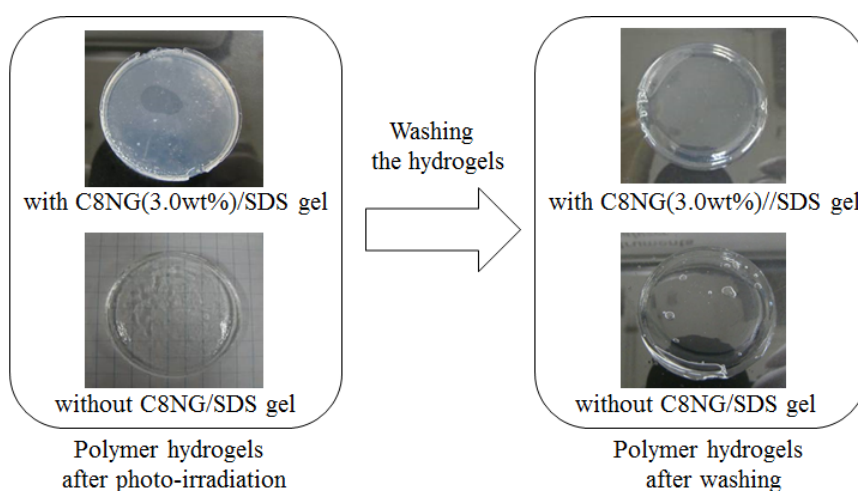 with C8NG(3.0wt%)/SDS gel
without C8NG/SDS gel
Polymer hydrogels
after photo-irradiation
Washing
the hydrogels
with C8NG(3.0wt%)//SDS gel
without C8NG/SDS gel
Polymer hydrogels
after washing